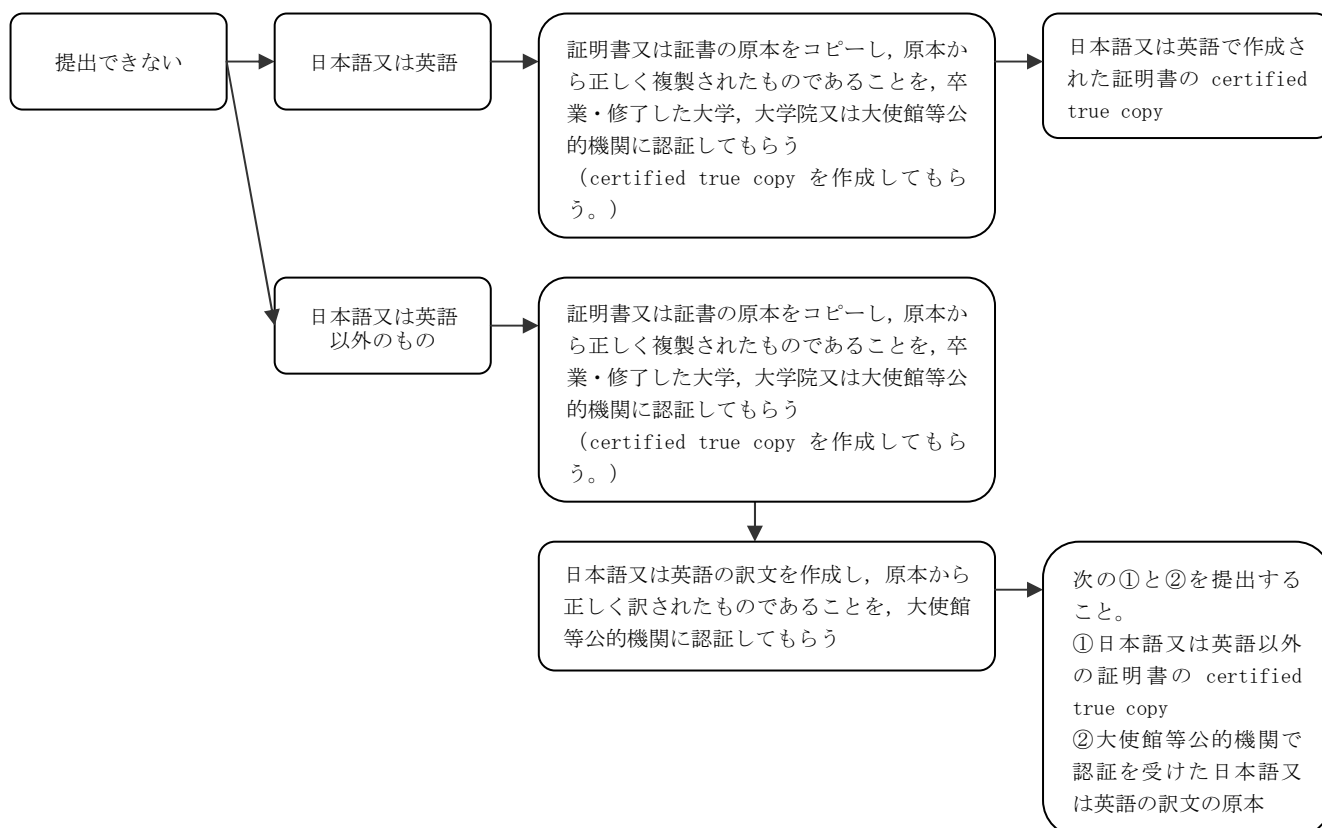 提出できない
日本語又は英語
証明書又は証書の原本をコピーし，原本か
ら正しく複製されたものであることを，卒
業・修了した大学，大学院又は大使館等公
的機関に認証してもらう
（certified true copy を作成してもら
う。）
日本語又は英語で作成さ
れた証明書の certified
true copy
日本語又は英語
以外のもの
証明書又は証書の原本をコピーし，原本か
ら正しく複製されたものであることを，卒
業・修了した大学，大学院又は大使館等公
的機関に認証してもらう
（certified true copy を作成してもら
う。）
日本語又は英語の訳文を作成し，原本から
正しく訳されたものであることを，大使館
等公的機関に認証してもらう
次の①と②を提出する
こと。
①日本語又は英語以外
の証明書の certified
true copy
②大使館等公的機関で
認証を受けた日本語又
は英語の訳文の原本